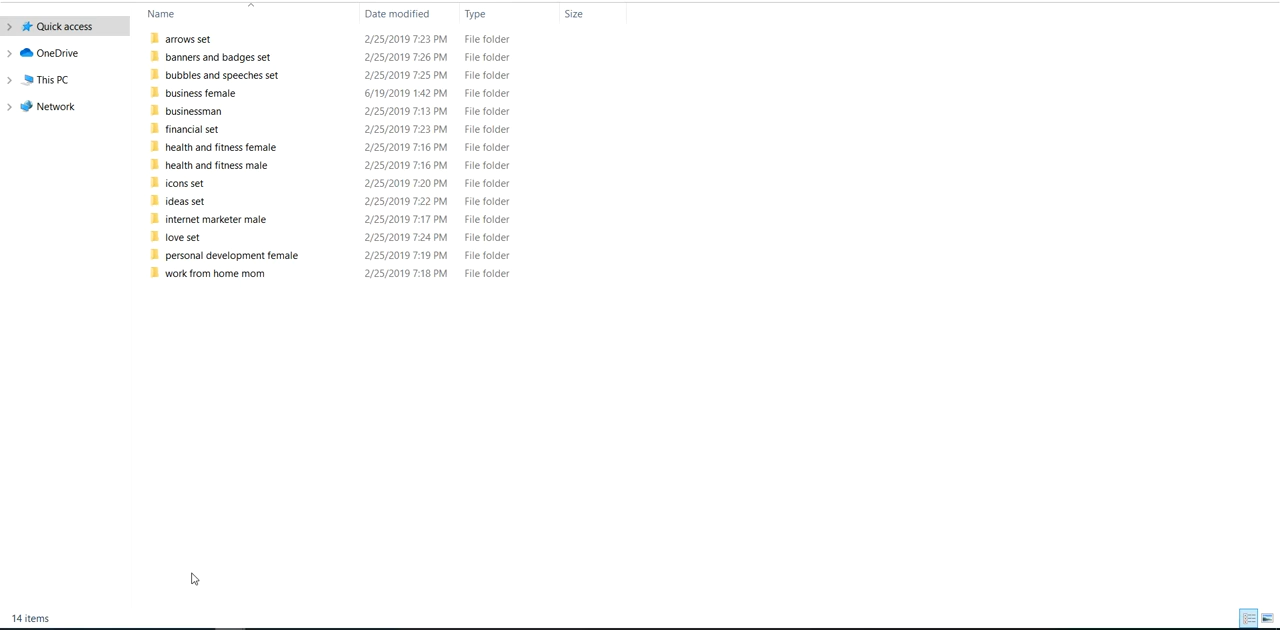 Name Date modified Type Size
Quick access
OneDrive
This PC
Network
arrows set 2/25/2019 7:23 PM File folder
banners and badges set 2/25/2019 7:26 PM File folder
bubbles and speeches set 2/25/2019 7:25 PM File folder
business female 6/19/2019 1:42 PM File folder
businessman 2/25/2019 7:13 PM File folder
financial set 2/25/2019 7:23 PM File folder
health and fitness female 2/25/2019 7:16 PM File folder
health and fitness male 2/25/2019 7:16 PM File folder
icons set 2/25/2019 7:20 PM File folder
ideas set 2/25/2019 7:22 PM File folder
internet marketer male 2/25/2019 7:17 PM File folder
love set 2/25/2019 7:24 PM File folder
personal development female 2/25/2019 7:19 PM File folder
work from home mom 2/25/2019 7:18 PM File folder
14 items